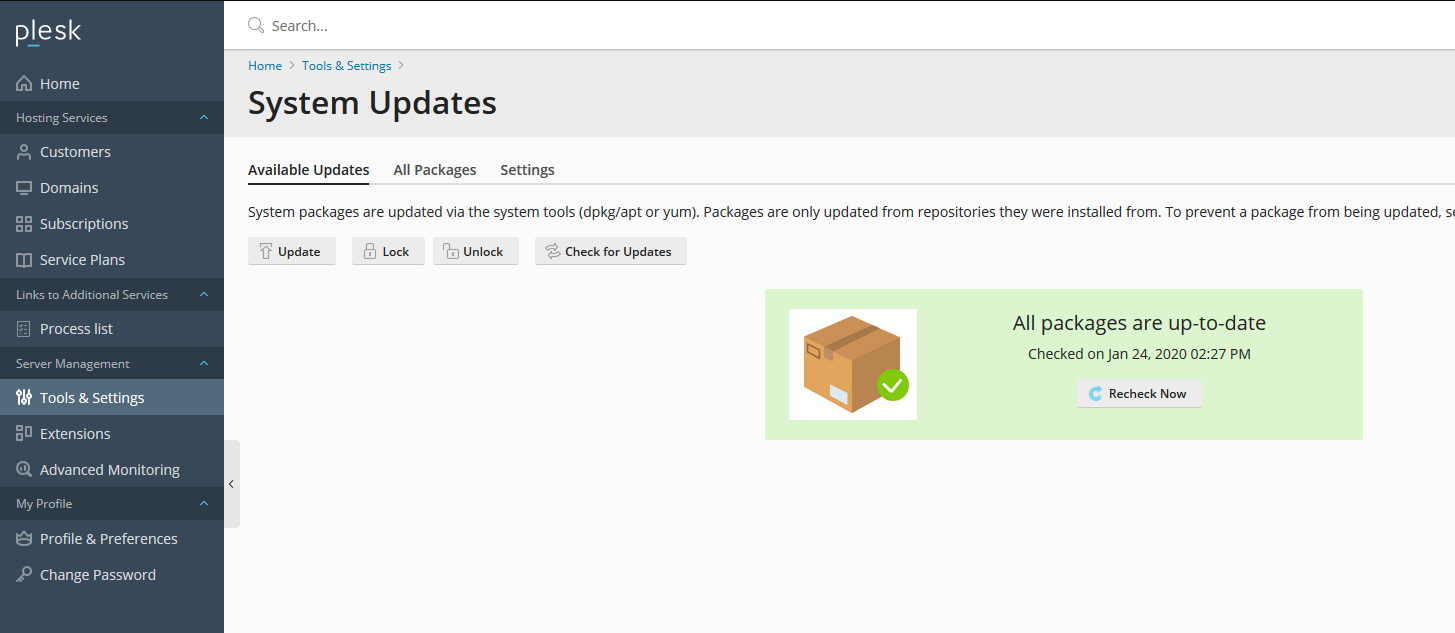 plesk
Search...
Home
Hosting Services
Customers
Domains
Subscriptions
Service Plans
Links to Additional Services
Process list
Server Management
Tools & Settings
Extensions
Advanced Monitoring
My Profile
Profile & Preferences
Change Password
Home > Tools & Settings >
System Updates
Available Updates All Packages Settings
System packages are updated via the system tools (dpkg/apt or yum). Packages are only updated from repositories they were installed from. To prevent a package from being updated,
Update Lock Unlock Check for Updates
All packages are up-to-date
Checked on Jan 24, 2020 02:27 PM
Recheck Now